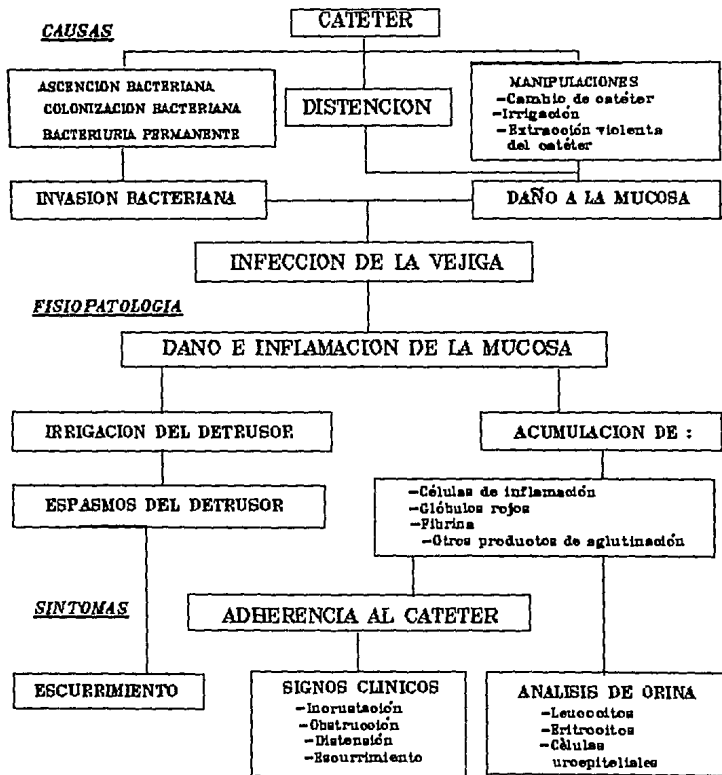 CATETER
CAUSAS
ASCENCION BACTERIANA
COLONIZACION BACTERIANA
BACTERIURIA PERMANENTE
DISTENCION
MANIPULACIONES
-Cambio de catéter
-Irrigación
-Extracción violenta
del catéter
INVASION BACTERIANA
DAÑO A LA MUCOSA
INFECCION DE LA VEJIGA
FISIOPATOLOGIA
DANO E INFLAMACION DE LA MUCOSA
IRRIGACION DEL DETRUSOR
ACUMULACION DE :
ESPASMOS DEL DETRUSOR
-Células de inflamación
-Glóbulos rojos
-Fibrina
-Otros productos de aglutinación
SINTOMAS
ADHERENCIA AL CATETER
ESCURRIMIENTO
SIGNOS CLINICOS
-Incrustación
-Obstrucción
-Distensión
-Escurrimiento
ANALISIS DE ORINA
-Leucocitos
-Eritrocitos
-Cèlulas
uroepiteliales